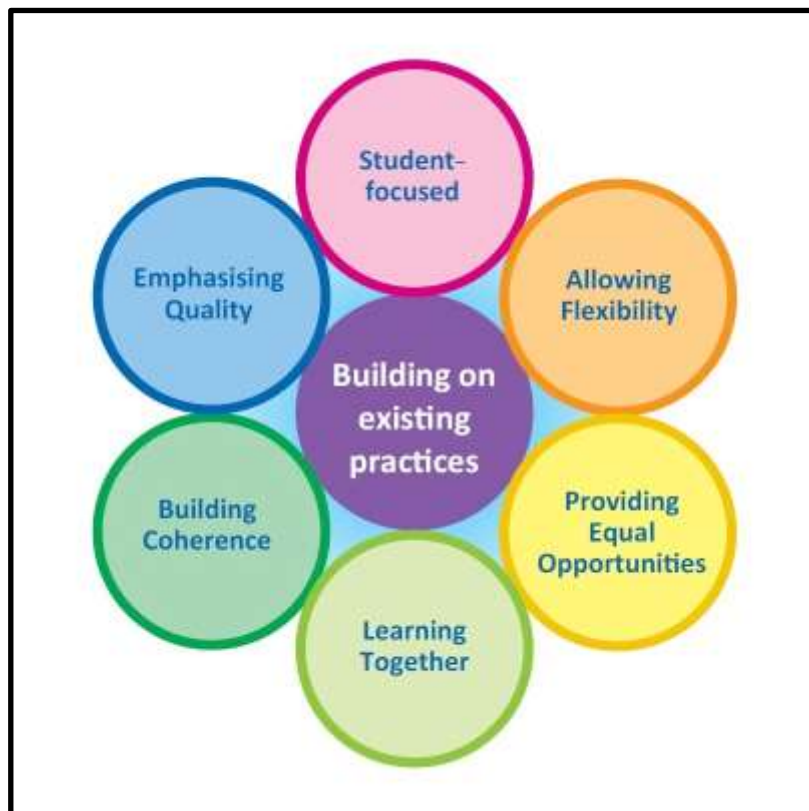 Student-
focused
Emphasising
Quality
Allowing
Flexibility
Building on
existing
practices
Building
Coherence
Providing
Equal
Opportunities
Learning
Together